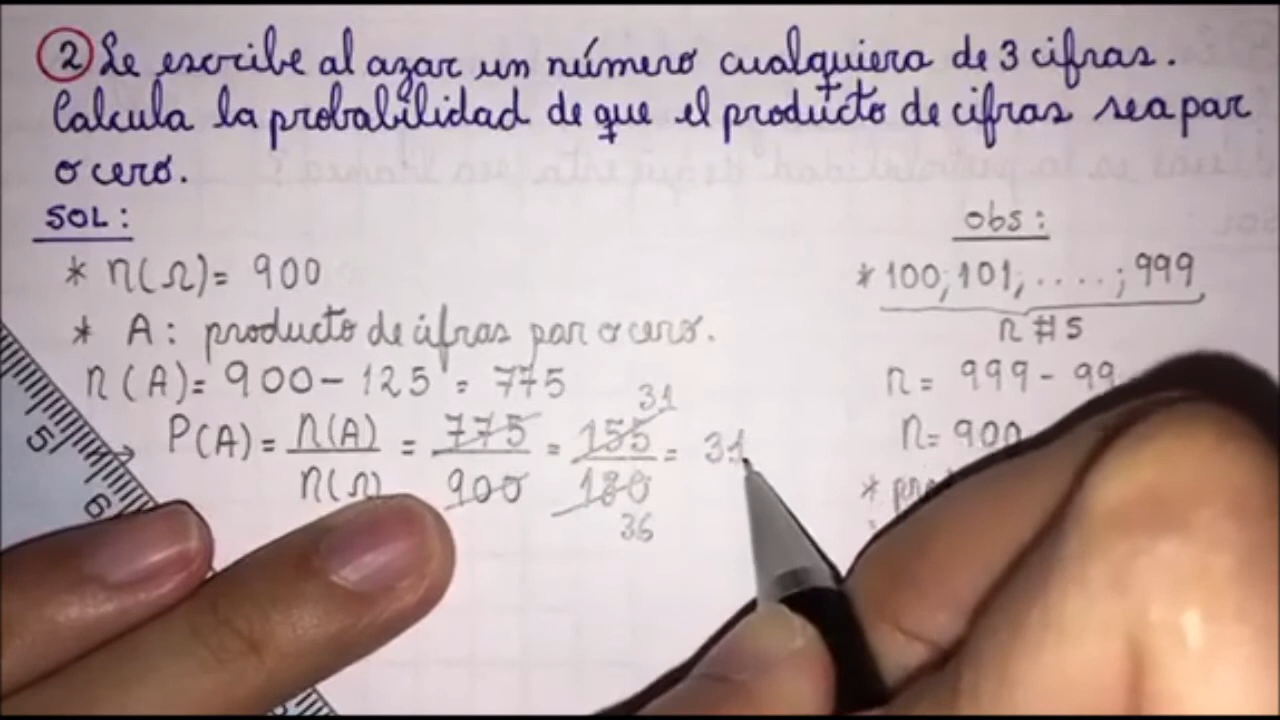 2 Se escribe al azar un número cualquiera de 3 cifras.
Calcula la probabilidad de que el producto de cifras sea par
o cero.
SOL:
* n(Ω)= 900
* A: producto de cifras par o cero.
n(A)= 900 - 125 = 775
P(A) = n(A)/n(Ω) = 775/900 = 155/180 = 31
31
36
obs:
* 100, 101, . . . . ; 999
n #s
n = 999 - 99
n = 900
*
5
6